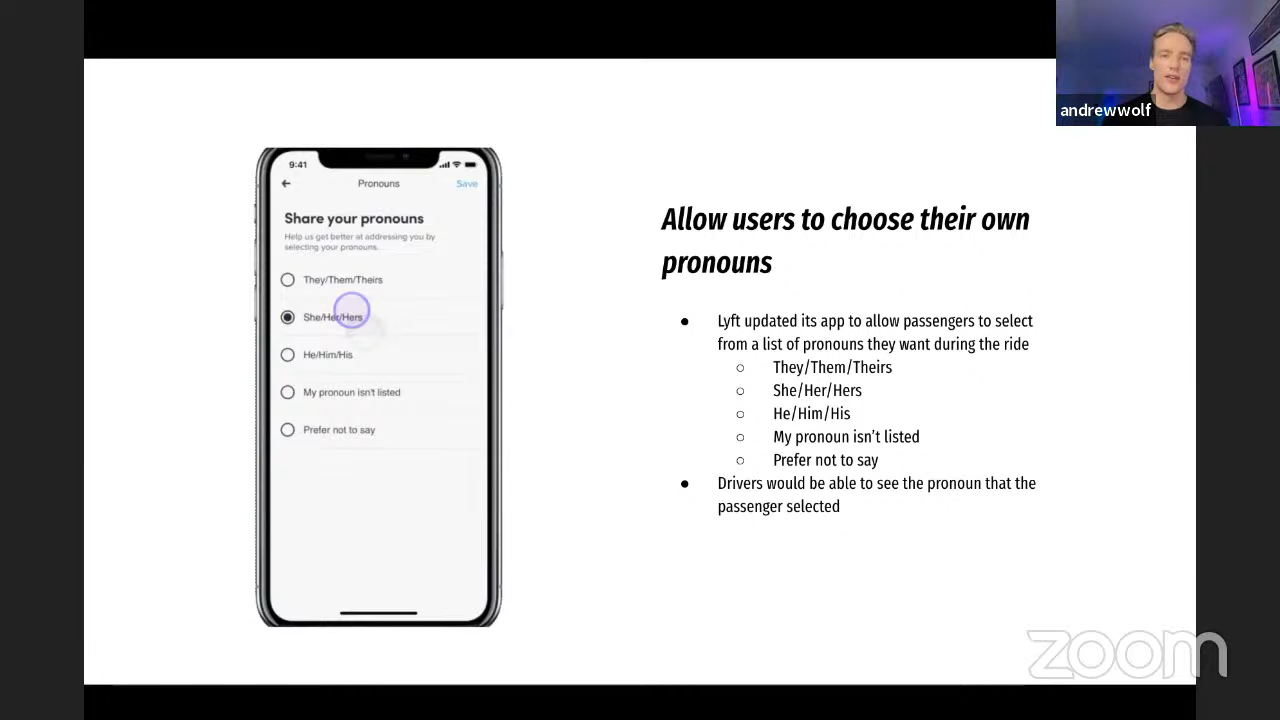 andrewwolf
9:41
Pronouns
Save
Share your pronouns
Help us get better at addressing you by
selecting your pronouns.
They/Them/Theirs
She/Her/Hers
He/Him/His
My pronoun isn't listed
Prefer not to say
Allow users to choose their own
pronouns
● Lyft updated its app to allow passengers to select
from a list of pronouns they want during the ride
○ They/Them/Theirs
○ She/Her/Hers
○ He/Him/His
○ My pronoun isn't listed
○ Prefer not to say
● Drivers would be able to see the pronoun that the
passenger selected
zoom